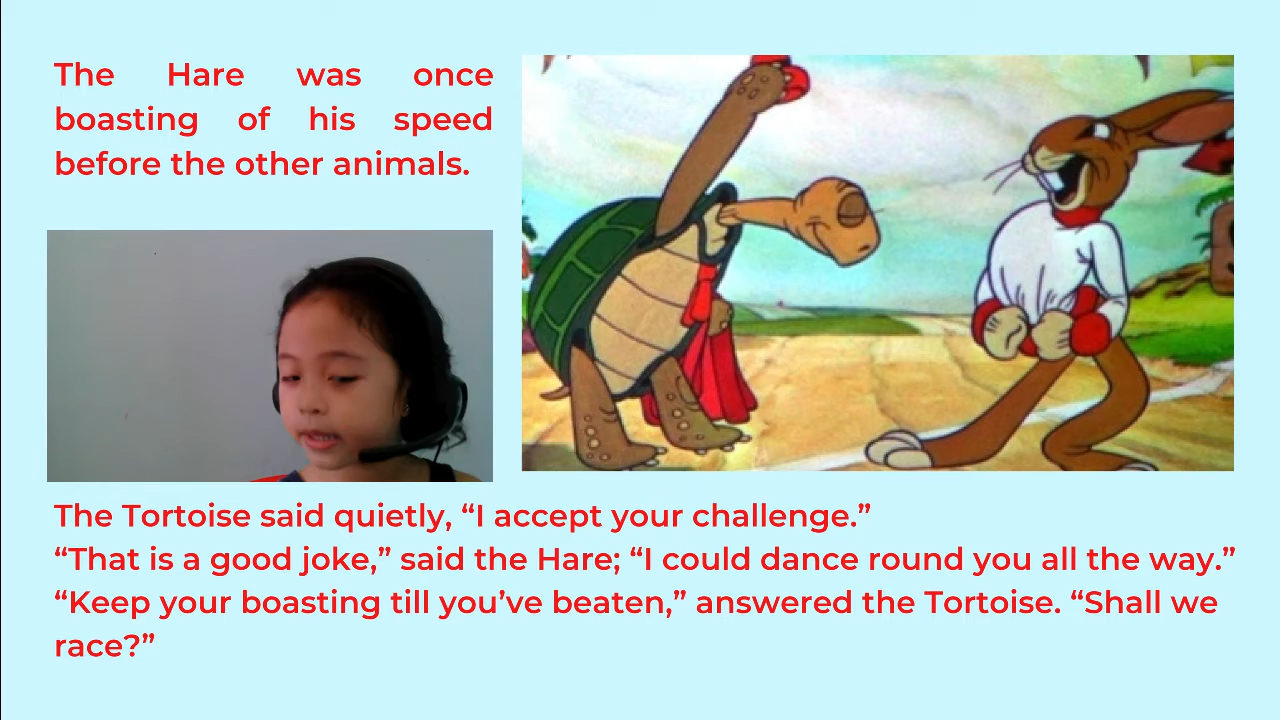 The Hare was once
boasting of his speed
before the other animals.
The Tortoise said quietly, “I accept your challenge.”
“That is a good joke,” said the Hare; “I could dance round you all the way.”
“Keep your boasting till you’ve beaten,” answered the Tortoise. “Shall we
race?”